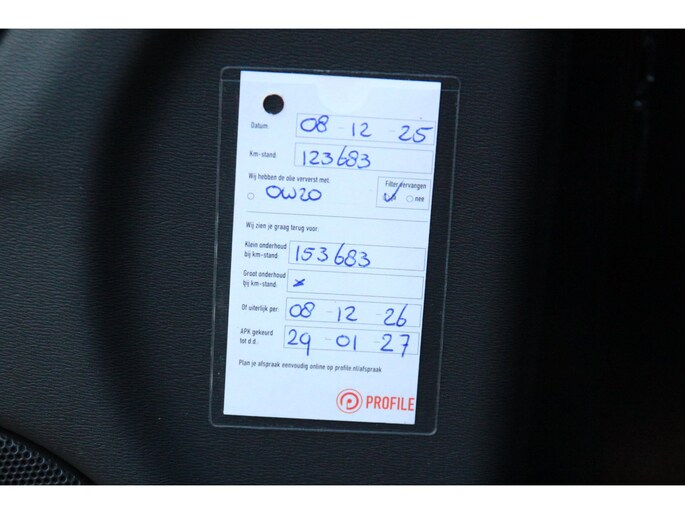 Datum: 08 - 12 - 25
Km-stand: 123683
Wij hebben de olie ververst met:
0W20
Filter vervangen
nee
Wij zien je graag terug voor:
Klein onderhoud
bij km-stand: 153683
Groot onderhoud
bij km-stand: x
Of uiterlijk per: 08 - 12 - 26
APK gekeurd
tot d.d.: 29 - 01 - 27
Plan je afspraak eenvoudig online op profile.nl/afspraak
PROFILE